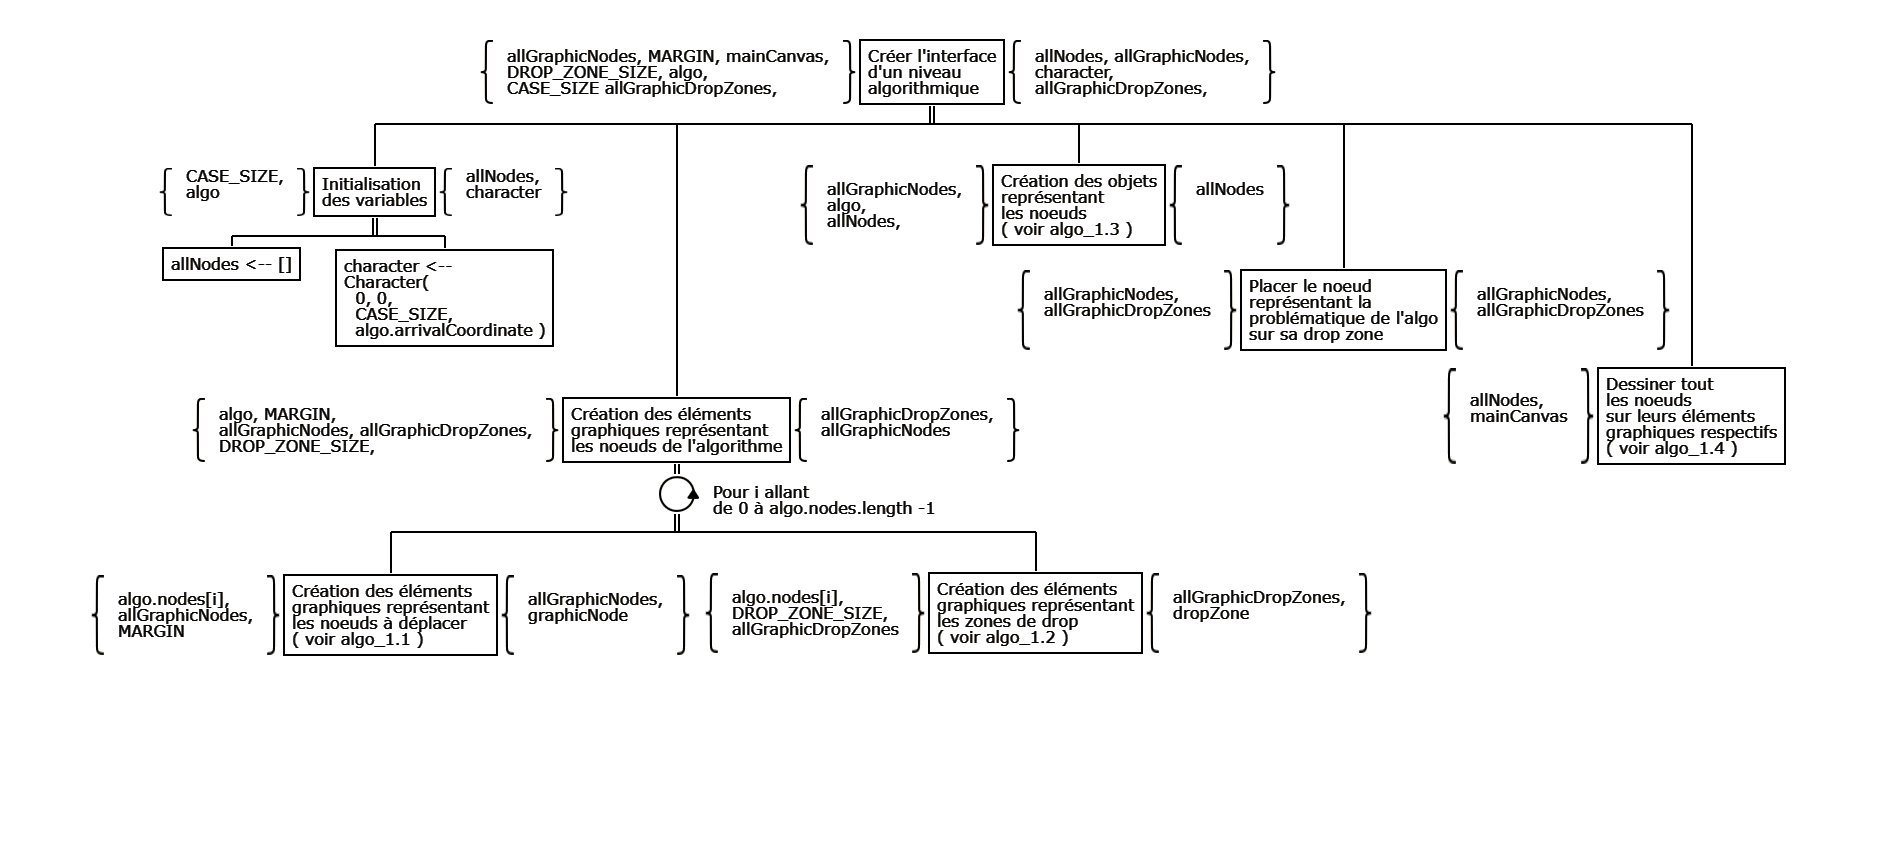 allGraphicNodes, MARGIN, mainCanvas,
DROP_ZONE_SIZE, algo,
CASE_SIZE allGraphicDropZones,
Créer l'interface
d'un niveau
algorithmique
allNodes, allGraphicNodes,
character,
allGraphicDropZones,
CASE_SIZE,
algo
Initialisation
des variables
allNodes,
character
allNodes <-- []
character <--
Character(
0, 0,
CASE_SIZE,
algo.arrivalCoordinate )
algo, MARGIN,
allGraphicNodes, allGraphicDropZones,
DROP_ZONE_SIZE,
Création des éléments
graphiques représentant
les noeuds de l'algorithme
allGraphicDropZones,
allGraphicNodes
Pour i allant
de 0 à algo.nodes.length -1
algo.nodes[i],
allGraphicNodes,
MARGIN
Création des éléments
graphiques représentant
les noeuds à déplacer
( voir algo_1.1 )
allGraphicNodes,
graphicNode
algo.nodes[i],
DROP_ZONE_SIZE,
allGraphicDropZones
Création des éléments
graphiques représentant
les zones de drop
( voir algo_1.2 )
allGraphicDropZones,
dropZone
allGraphicNodes,
algo,
allNodes,
Création des objets
représentant
les noeuds
( voir algo_1.3 )
allNodes
allGraphicNodes,
allGraphicDropZones
Placer le noeud
représentant la
problématique de l'algo
sur sa drop zone
allGraphicNodes,
allGraphicDropZones
allNodes,
mainCanvas
Dessiner tout
les noeuds
sur leurs éléments
graphiques respectifs
( voir algo_1.4 )